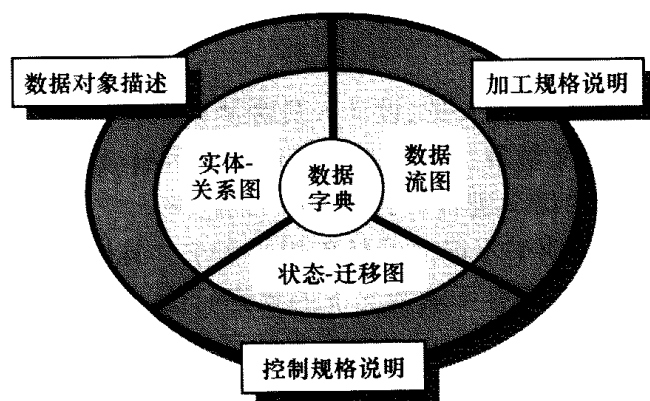 数据对象描述
加工规格说明
实体-
关系图
数据
字典
数据
流图
状态-迁移图
控制规格说明